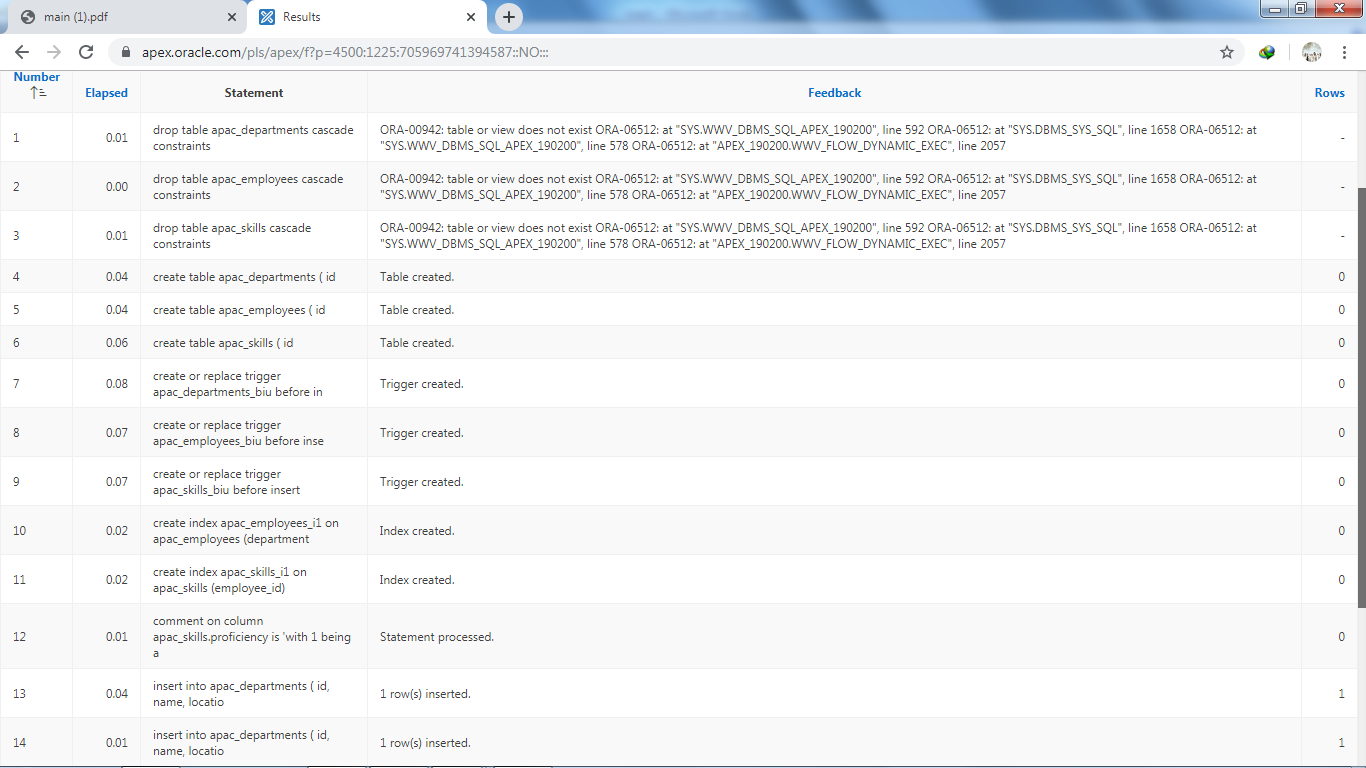 main (1).pdf
Results
apex.oracle.com/pls/apex/f?p=4500:1225:705969741394587::NO:::
Number
Elapsed
Statement
Feedback
Rows
1
0.01
drop table apac_departments cascade
constraints
ORA-00942: table or view does not exist ORA-06512: at "SYS.WWV_DBMS_SQL_APEX_190200", line 592 ORA-06512: at "SYS.DBMS_SYS_SQL", line 1658 ORA-06512: at
"SYS.WWV_DBMS_SQL_APEX_190200", line 578 ORA-06512: at "APEX_190200.WWV_FLOW_DYNAMIC_EXEC", line 2057
-
2
0.00
drop table apac_employees cascade
constraints
ORA-00942: table or view does not exist ORA-06512: at "SYS.WWV_DBMS_SQL_APEX_190200", line 592 ORA-06512: at "SYS.DBMS_SYS_SQL", line 1658 ORA-06512: at
"SYS.WWV_DBMS_SQL_APEX_190200", line 578 ORA-06512: at "APEX_190200.WWV_FLOW_DYNAMIC_EXEC", line 2057
-
3
0.01
drop table apac_skills cascade
constraints
ORA-00942: table or view does not exist ORA-06512: at "SYS.WWV_DBMS_SQL_APEX_190200", line 592 ORA-06512: at "SYS.DBMS_SYS_SQL", line 1658 ORA-06512: at
"SYS.WWV_DBMS_SQL_APEX_190200", line 578 ORA-06512: at "APEX_190200.WWV_FLOW_DYNAMIC_EXEC", line 2057
-
4
0.04
create table apac_departments ( id
Table created.
0
5
0.04
create table apac_employees ( id
Table created.
0
6
0.06
create table apac_skills ( id
Table created.
0
7
0.08
create or replace trigger
apac_departments_biu before in
Trigger created.
0
8
0.07
create or replace trigger
apac_employees_biu before inse
Trigger created.
0
9
0.07
create or replace trigger
apac_skills_biu before insert
Trigger created.
0
10
0.02
create index apac_employees_i1 on
apac_employees (department
Index created.
0
11
0.02
create index apac_skills_i1 on
apac_skills (employee_id)
Index created.
0
12
0.01
comment on column
apac_skills.proficiency is 'with 1 being
a
Statement processed.
0
13
0.04
insert into apac_departments ( id,
name, locatio
1 row(s) inserted.
1
14
0.01
insert into apac_departments ( id,
name, locatio
1 row(s) inserted.
1